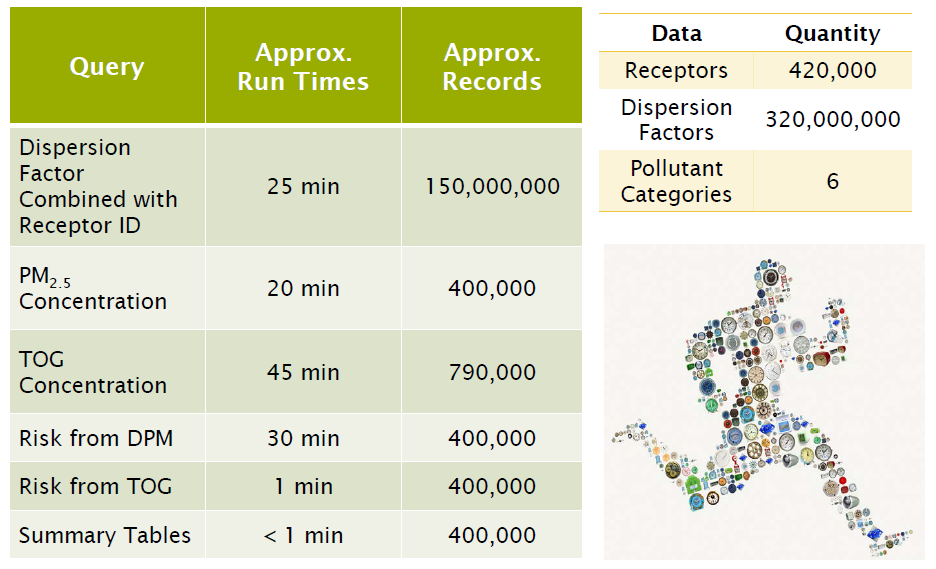 Query Approx. Run Times Approx. Records
Dispersion Factor Combined with Receptor ID 25 min 150,000,000
PM2.5 Concentration 20 min 400,000
TOG Concentration 45 min 790,000
Risk from DPM 30 min 400,000
Risk from TOG 1 min 400,000
Summary Tables < 1 min 400,000
Data Quantity
Receptors 420,000
Dispersion Factors 320,000,000
Pollutant Categories 6